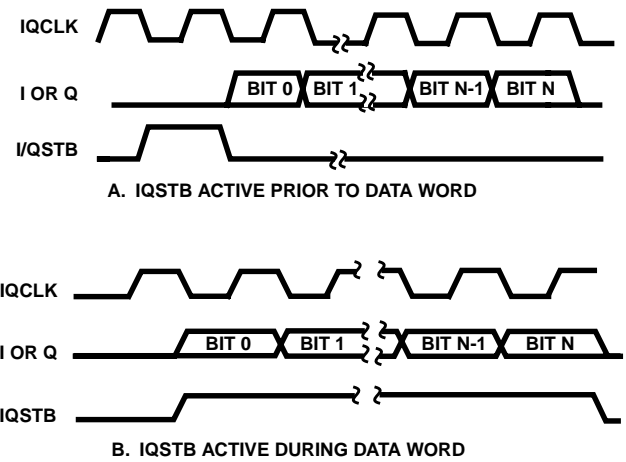 IQCLK
I OR Q
BIT 0 BIT 1 BIT N-1 BIT N
I/QSTB
A. IQSTB ACTIVE PRIOR TO DATA WORD
IQCLK
I OR Q
BIT 0 BIT 1 BIT N-1 BIT N
IQSTB
B. IQSTB ACTIVE DURING DATA WORD